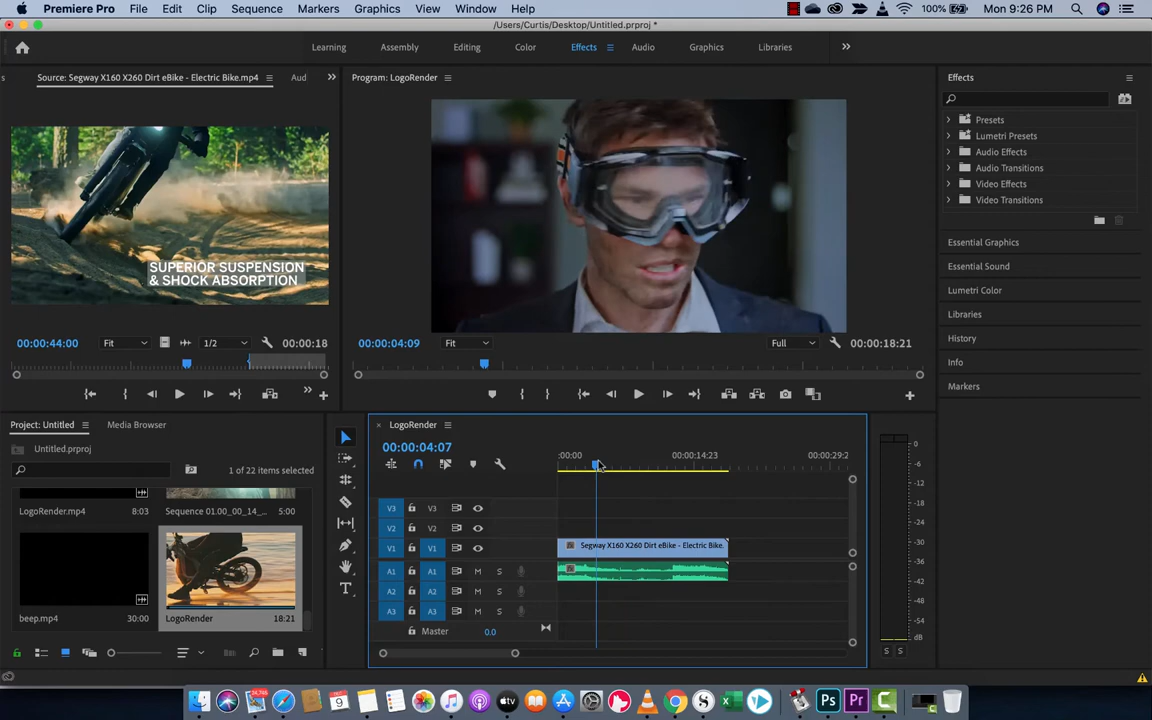 Premiere Pro File Edit Clip Sequence Markers Graphics View Window Help 100% Mon 9:26 PM
/Users/Curtis/Desktop/Untitled.prproj *
Learning Assembly Editing Color Effects Audio Graphics Libraries
s Source: Segway X160 X260 Dirt eBike - Electric Bike.mp4 Aud
Program: LogoRender
Effects
Presets
Lumetri Presets
Audio Effects
Audio Transitions
Video Effects
Video Transitions
Essential Graphics
Essential Sound
Lumetri Color
Libraries
History
Info
Markers
SUPERIOR SUSPENSION
& SHOCK ABSORPTION
00:00:44:00 Fit 1/2 00:00:18
00:00:04:09 Fit Full 00:00:18:21
Project: Untitled Media Browser
Untitled.prproj
1 of 22 items selected
LogoRender.mp4 8:03 Sequence 01.00_00_14_... 5:00
beep.mp4 30:00 LogoRender 18:21
LogoRender
00:00:04:07
:00:00 00:00:14:23 00:00:29:2
V3 V3
V2 V2
V1 V1 Segway X160 X260 Dirt eBike - Electric Bike.
A1 A1 M S
A2 A2 M S
A3 A3 M S
Master 0.0
0
-6
-12
-18
-24
-30
-36
-42
-48
-54
dB
S S
Ps Pr